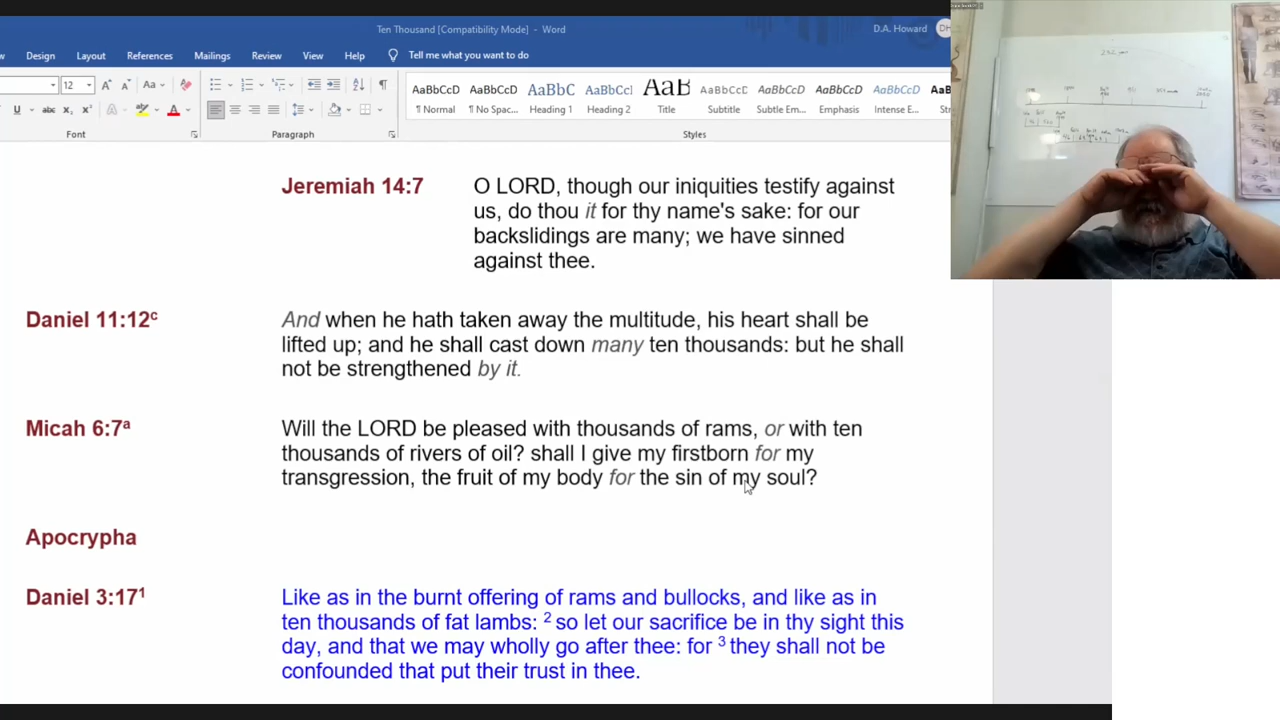 Ten Thousand [Compatibility Mode] - Word
D.A. Howard
DH
Design
Layout
References
Mailings
Review
View
Help
Tell me what you want to do
12
Aa
AaBbCcD
AaBbCcD
AaBbC
AaBbCcI
AaB
AaBbCcD
AaBbCcD
AaBbCcD
AaBbCcD
¶ Normal
¶ No Spac...
Heading 1
Heading 2
Title
Subtitle
Subtle Em...
Emphasis
Intense E...
Font
Paragraph
Styles
Jeremiah 14:7
O LORD, though our iniquities testify against
us, do thou it for thy name's sake: for our
backslidings are many; we have sinned
against thee.
Daniel 11:12ᶜ
And when he hath taken away the multitude, his heart shall be
lifted up; and he shall cast down many ten thousands: but he shall
not be strengthened by it.
Micah 6:7ᵃ
Will the LORD be pleased with thousands of rams, or with ten
thousands of rivers of oil? shall I give my firstborn for my
transgression, the fruit of my body for the sin of my soul?
Apocrypha
Daniel 3:17¹
Like as in the burnt offering of rams and bullocks, and like as in
ten thousands of fat lambs: ² so let our sacrifice be in thy sight this
day, and that we may wholly go after thee: for ³ they shall not be
confounded that put their trust in thee.